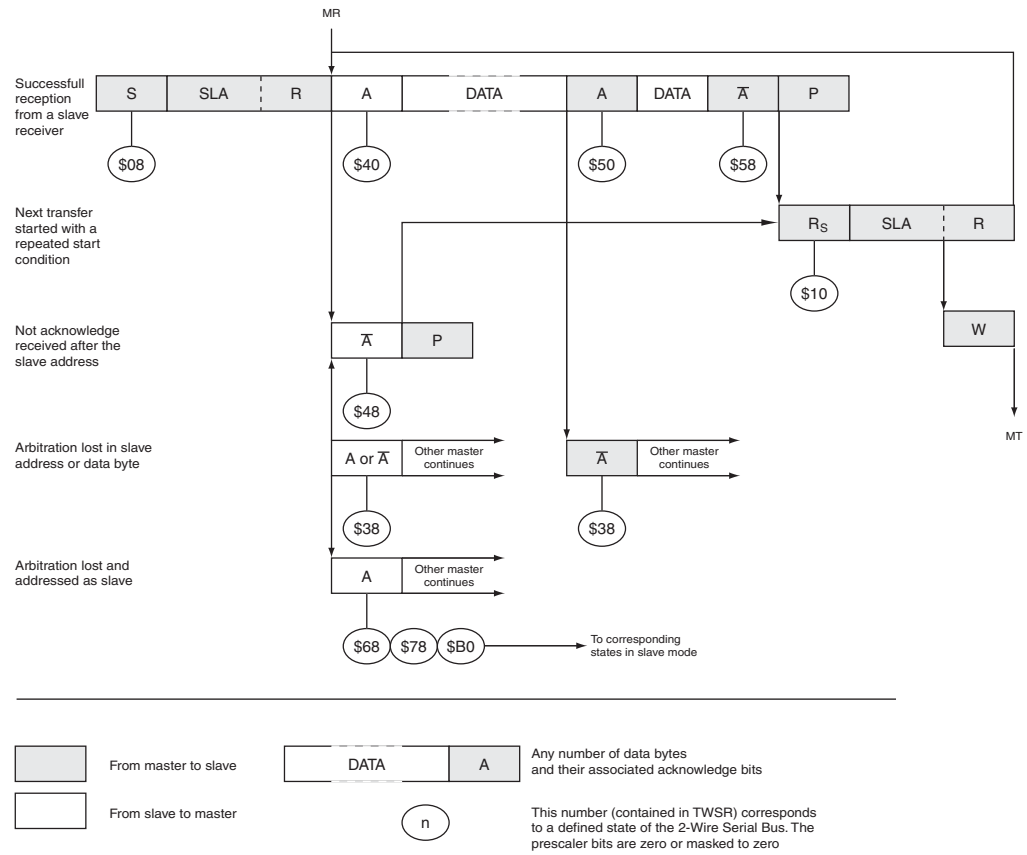 MR
Successfull
reception
from a slave
receiver
S SLA R A DATA A DATA A̅ P
$08 $40 $50 $58
Next transfer
started with a
repeated start
condition
RS SLA R
$10
W
MT
Not acknowledge
received after the
slave address
A̅ P
$48
Arbitration lost in slave
address or data byte
A or A̅
Other master
continues
A̅
Other master
continues
$38 $38
Arbitration lost and
addressed as slave
A
Other master
continues
$68 $78 $B0
To corresponding
states in slave mode
From master to slave
From slave to master
DATA A
Any number of data bytes
and their associated acknowledge bits
n
This number (contained in TWSR) corresponds
to a defined state of the 2-Wire Serial Bus. The
prescaler bits are zero or masked to zero